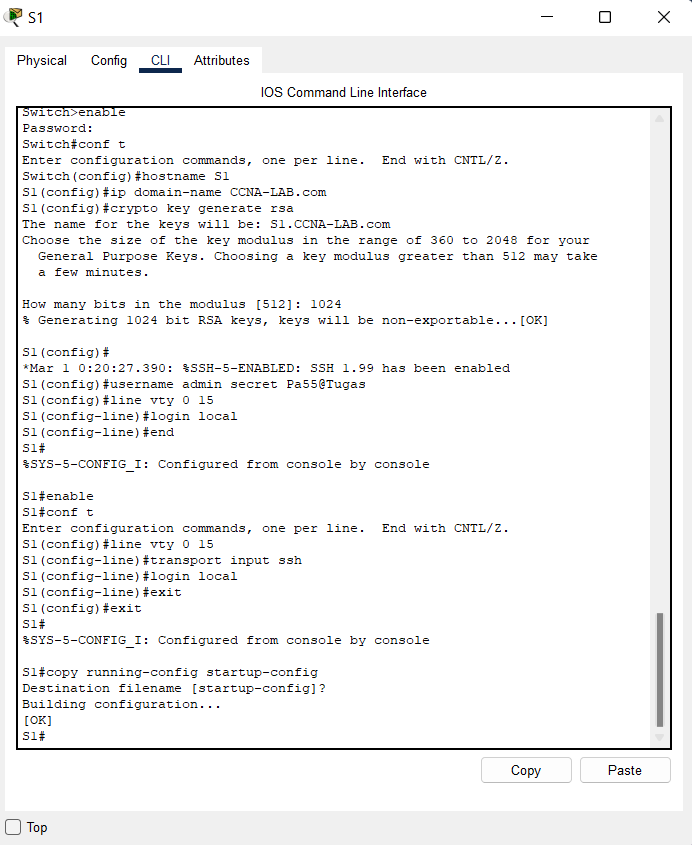 S1
Physical Config CLI Attributes
IOS Command Line Interface
Switch>enable
Password:
Switch#conf t
Enter configuration commands, one per line.  End with CNTL/Z.
Switch(config)#hostname S1
S1(config)#ip domain-name CCNA-LAB.com
S1(config)#crypto key generate rsa
The name for the keys will be: S1.CCNA-LAB.com
Choose the size of the key modulus in the range of 360 to 2048 for your
  General Purpose Keys. Choosing a key modulus greater than 512 may take
  a few minutes.
How many bits in the modulus [512]: 1024
% Generating 1024 bit RSA keys, keys will be non-exportable...[OK]
S1(config)#
*Mar 1 0:20:27.390: %SSH-5-ENABLED: SSH 1.99 has been enabled
S1(config)#username admin secret Pa55@Tugas
S1(config)#line vty 0 15
S1(config-line)#login local
S1(config-line)#end
S1#
%SYS-5-CONFIG_I: Configured from console by console
S1#enable
S1#conf t
Enter configuration commands, one per line.  End with CNTL/Z.
S1(config)#line vty 0 15
S1(config-line)#transport input ssh
S1(config-line)#login local
S1(config-line)#exit
S1(config)#exit
S1#
%SYS-5-CONFIG_I: Configured from console by console
S1#copy running-config startup-config
Destination filename [startup-config]?
Building configuration...
[OK]
S1#
Copy Paste
Top